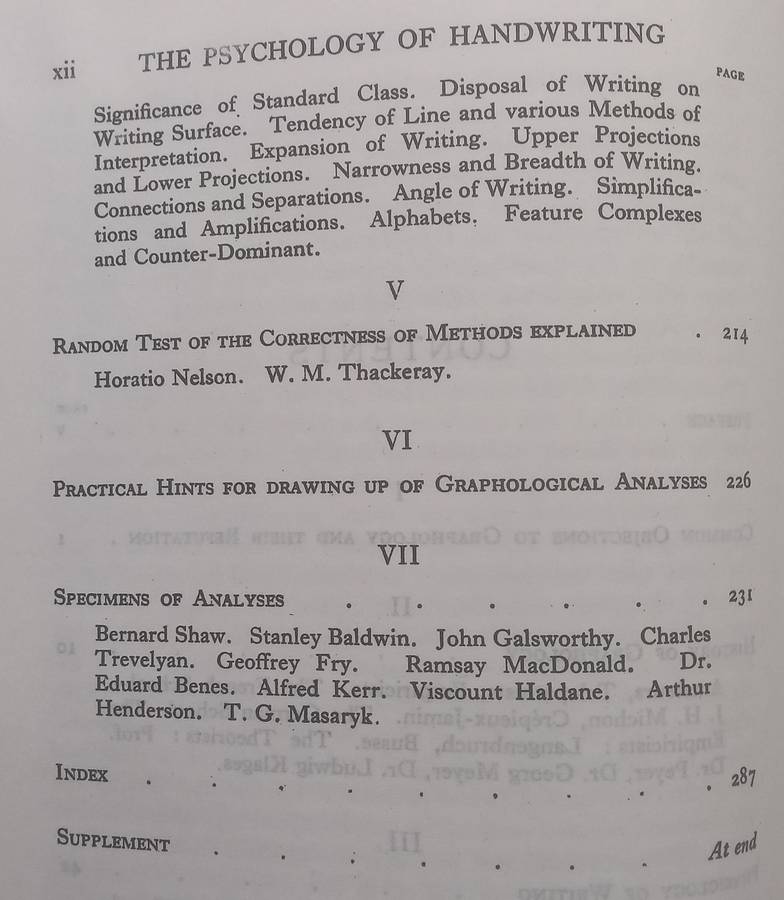 xii THE PSYCHOLOGY OF HANDWRITING
PAGE
Significance of Standard Class. Disposal of Writing on
Writing Surface. Tendency of Line and various Methods of
Interpretation. Expansion of Writing. Upper Projections
and Lower Projections. Narrowness and Breadth of Writing.
Connections and Separations. Angle of Writing. Simplifica-
tions and Amplifications. Alphabets. Feature Complexes
and Counter-Dominant.
V
RANDOM TEST OF THE CORRECTNESS OF METHODS EXPLAINED . 214
Horatio Nelson. W. M. Thackeray.
VI
PRACTICAL HINTS FOR DRAWING UP OF GRAPHOLOGICAL ANALYSES 226
VII
SPECIMENS OF ANALYSES . . . . . . 231
Bernard Shaw. Stanley Baldwin. John Galsworthy. Charles
Trevelyan. Geoffrey Fry. Ramsay MacDonald. Dr.
Eduard Benes. Alfred Kerr. Viscount Haldane. Arthur
Henderson. T. G. Masaryk.
INDEX . . . . . . . . . 287
SUPPLEMENT . . . . . . . At end